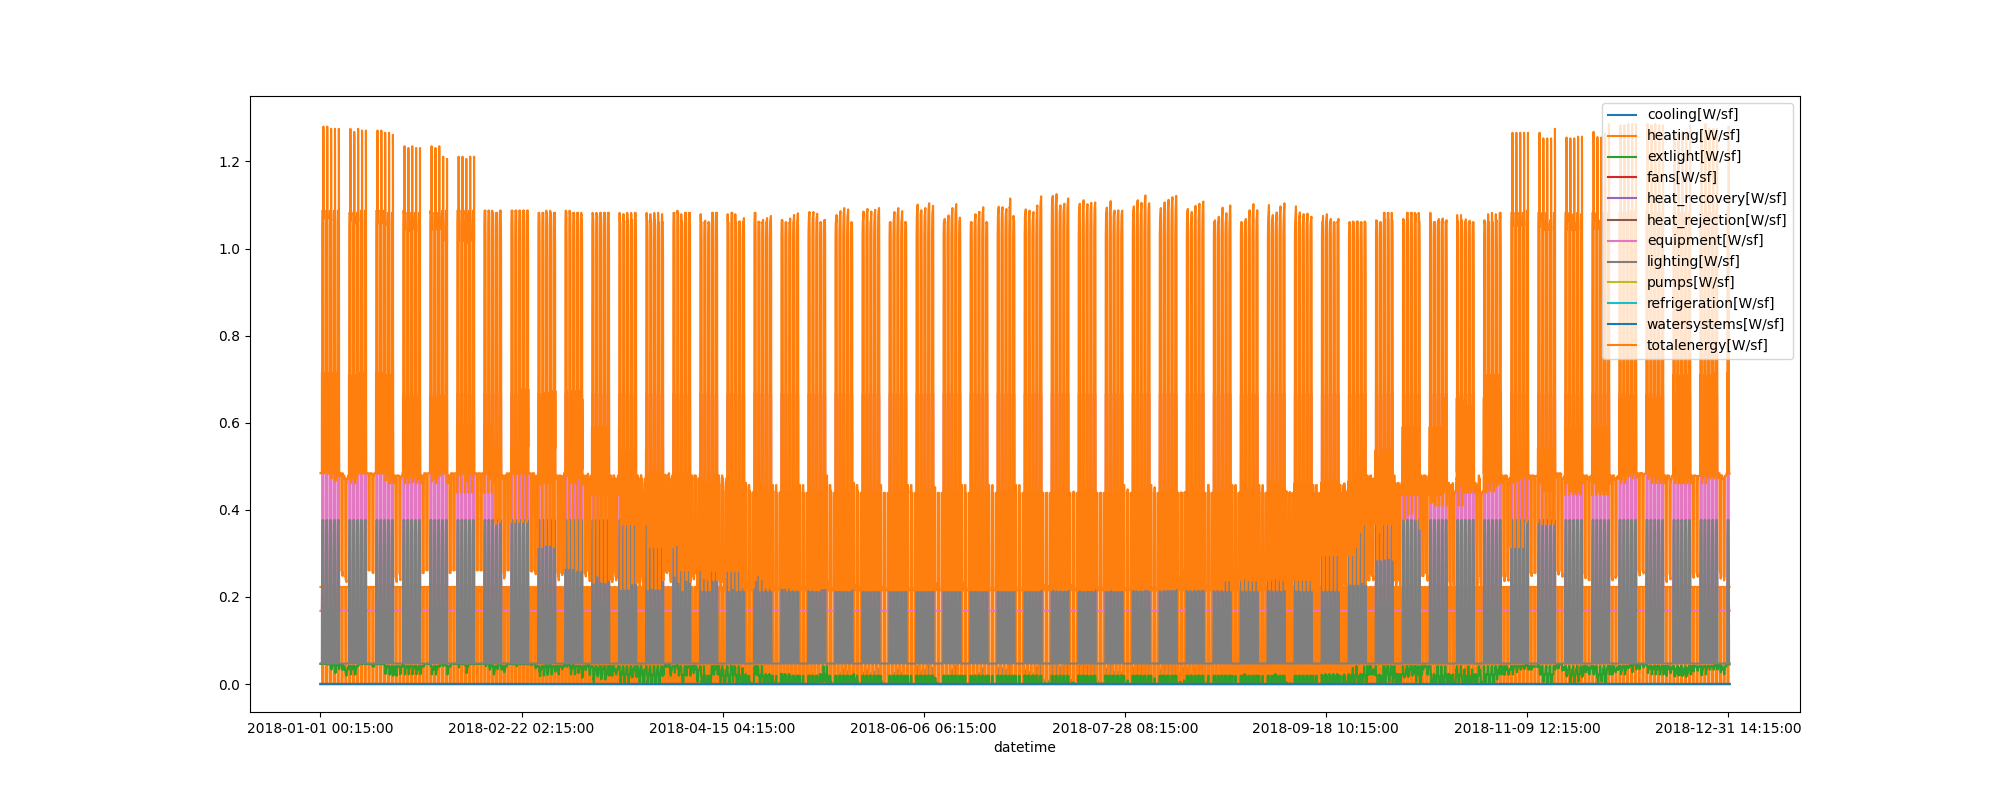 cooling[W/sf]
heating[W/sf]
extlight[W/sf]
fans[W/sf]
heat_recovery[W/sf]
heat_rejection[W/sf]
equipment[W/sf]
lighting[W/sf]
pumps[W/sf]
refrigeration[W/sf]
watersystems[W/sf]
totalenergy[W/sf]
1.2
1.0
0.8
0.6
0.4
0.2
0.0
2018-01-01 00:15:00 2018-02-22 02:15:00 2018-04-15 04:15:00 2018-06-06 06:15:00 2018-07-28 08:15:00 2018-09-18 10:15:00 2018-11-09 12:15:00 2018-12-31 14:15:00
datetime